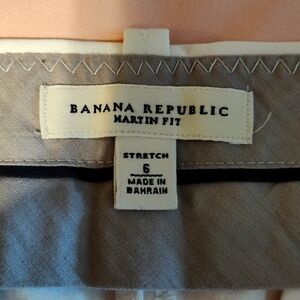 BANANA REPUBLIC
MARTIN FIT
STRETCH
6
MADE IN
BAHRAIN